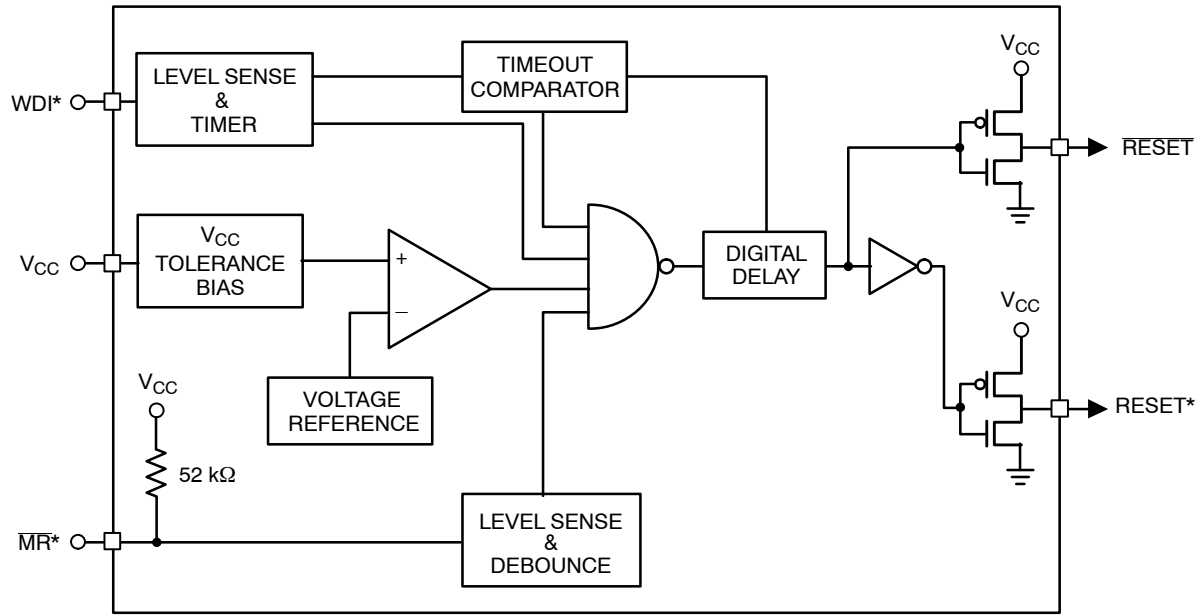 WDI*
LEVEL SENSE
&
TIMER
TIMEOUT
COMPARATOR
VCC
RESET
VCC
VCC
TOLERANCE
BIAS
+
−
DIGITAL
DELAY
VOLTAGE
REFERENCE
VCC
RESET*
VCC
52 kΩ
MR*
LEVEL SENSE
&
DEBOUNCE